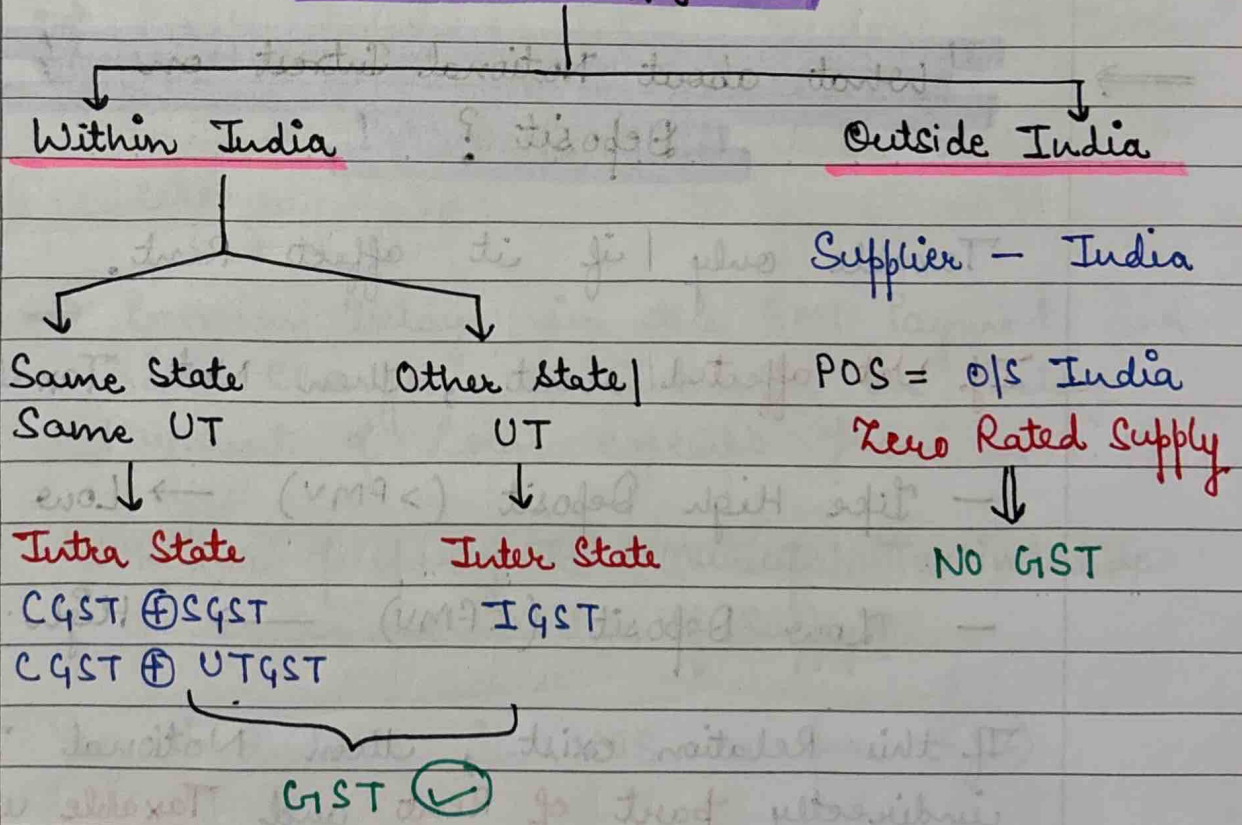 Within India
Outside India
Supplier - India
Same State
Other State/
POS = O/S India
Same UT
UT
Zero Rated Supply
Intra State
Inter State
NO GST
CGST ⊕ SGST
IGST
CGST ⊕ UTGST
GST ✓